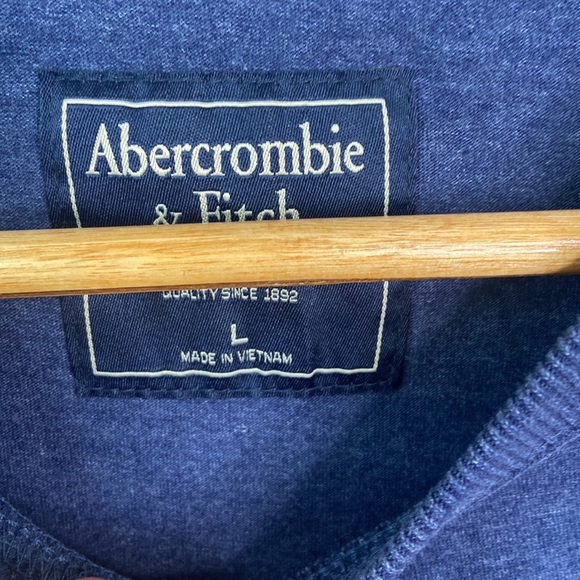 Abercrombie
& Fitch
QUALITY SINCE 1892
L
MADE IN VIETNAM